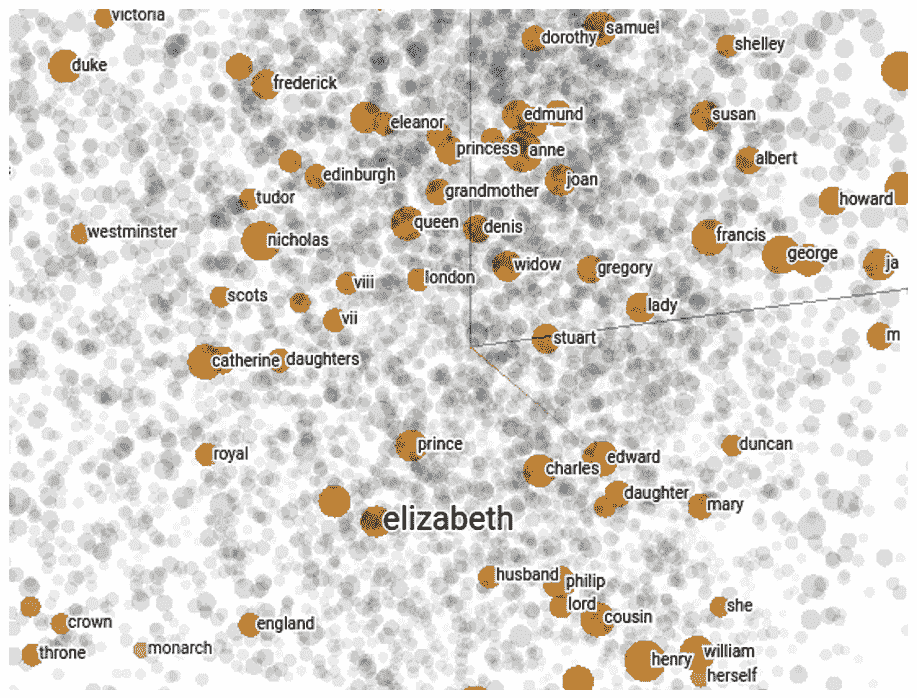 victoria
samuel
dorothy
shelley
duke
frederick
eleanor
edmund
susan
princess
anne
albert
edinburgh
joan
grandmother
tudor
howard
queen
denis
westminster
nicholas
francis
george
widow
gregory
ja
london
viii
scots
lady
vii
stuart
m
catherine
daughters
prince
duncan
royal
charles
edward
daughter
mary
elizabeth
husband
philip
lord
she
cousin
crown
england
throne
monarch
henry
william
herself